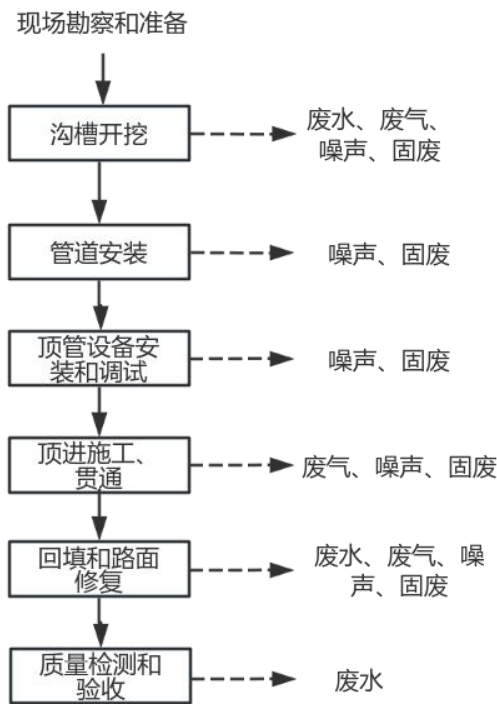 现场勘察和准备
沟槽开挖
废水、废气、
噪声、固废
管道安装
噪声、固废
顶管设备安
装和调试
噪声、固废
顶进施工、
贯通
废气、噪声、固废
回填和路面
修复
废水、废气、噪
声、固废
质量检测和
验收
废水